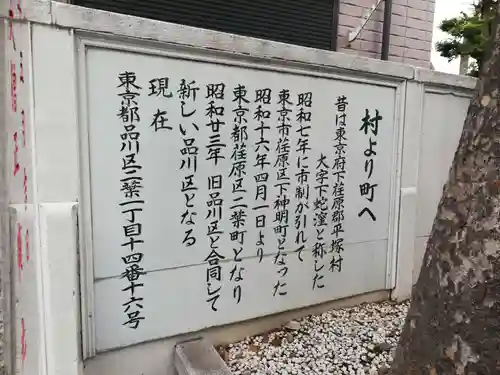 村より町へ
昔は東京府下荏原郡平塚村
大字下蛇窪と称した
昭和七年に市制が引れて
東京市荏原区下神明町となった
昭和十六年四月一日より
東京都荏原区二葉町となり
昭和廿三年 旧品川区と合同して
新しい品川区となる
現在
東京都品川区二葉一丁目十四番十六号